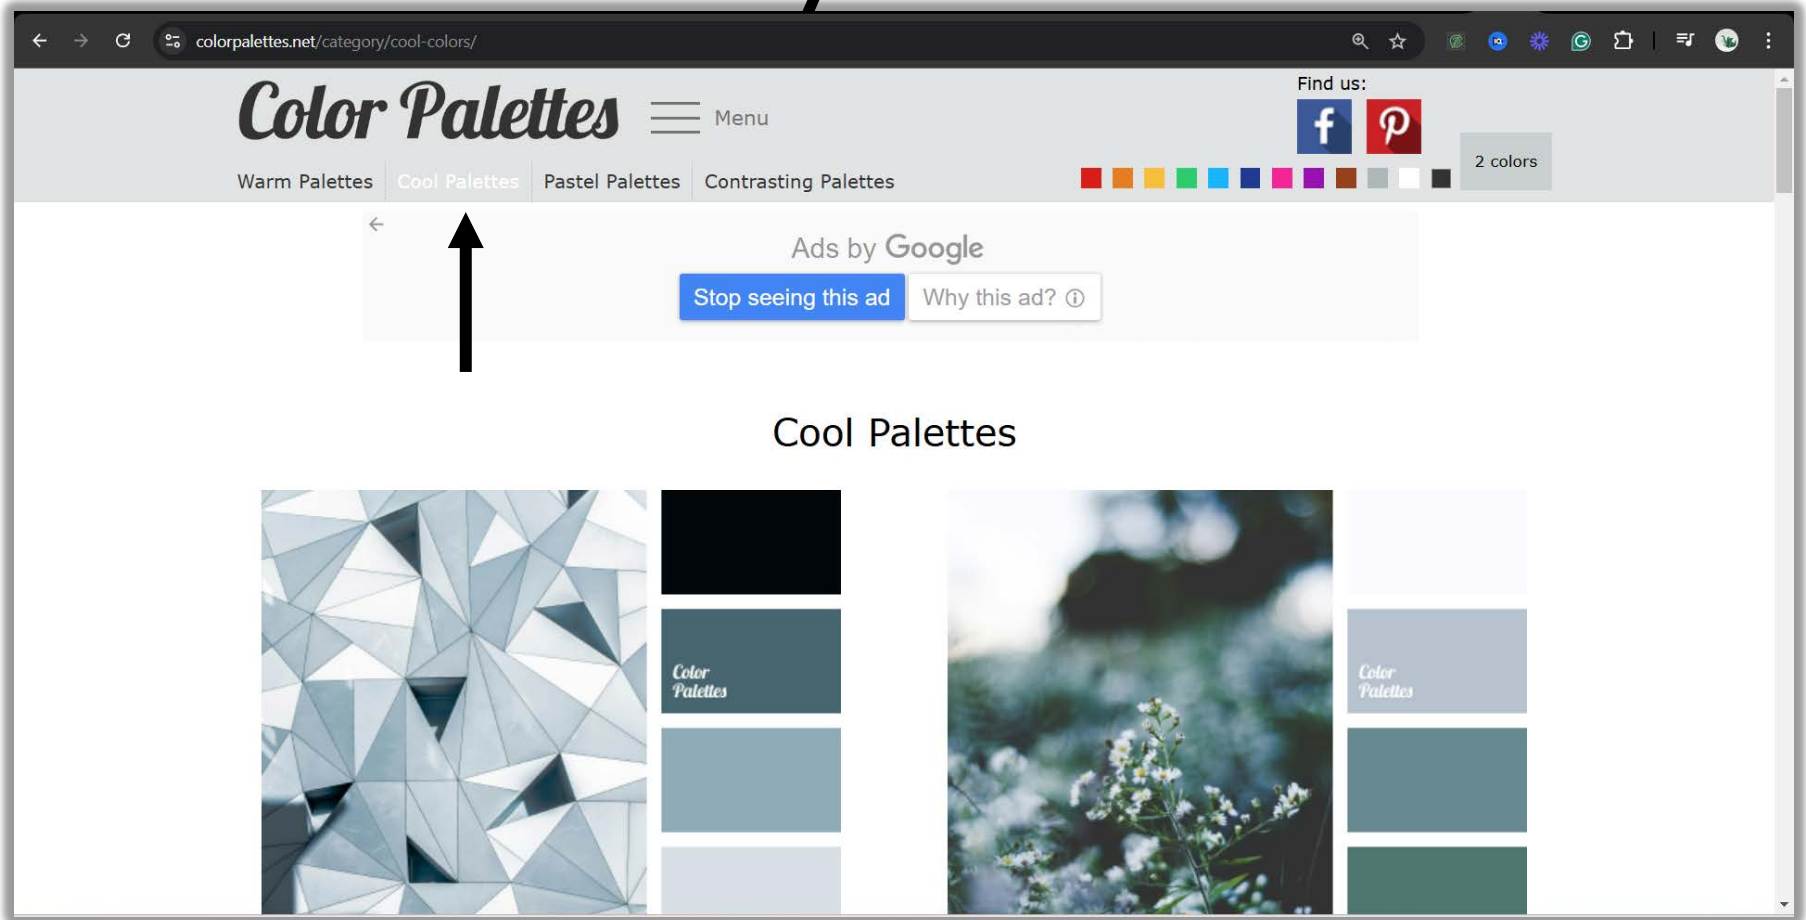 colorpalettes.net/category/cool-colors/
Color Palettes
Menu
Find us:
2 colors
Warm Palettes
Cool Palettes
Pastel Palettes
Contrasting Palettes
Ads by Google
Stop seeing this ad
Why this ad?
Cool Palettes
Color
Palettes
Color
Palettes